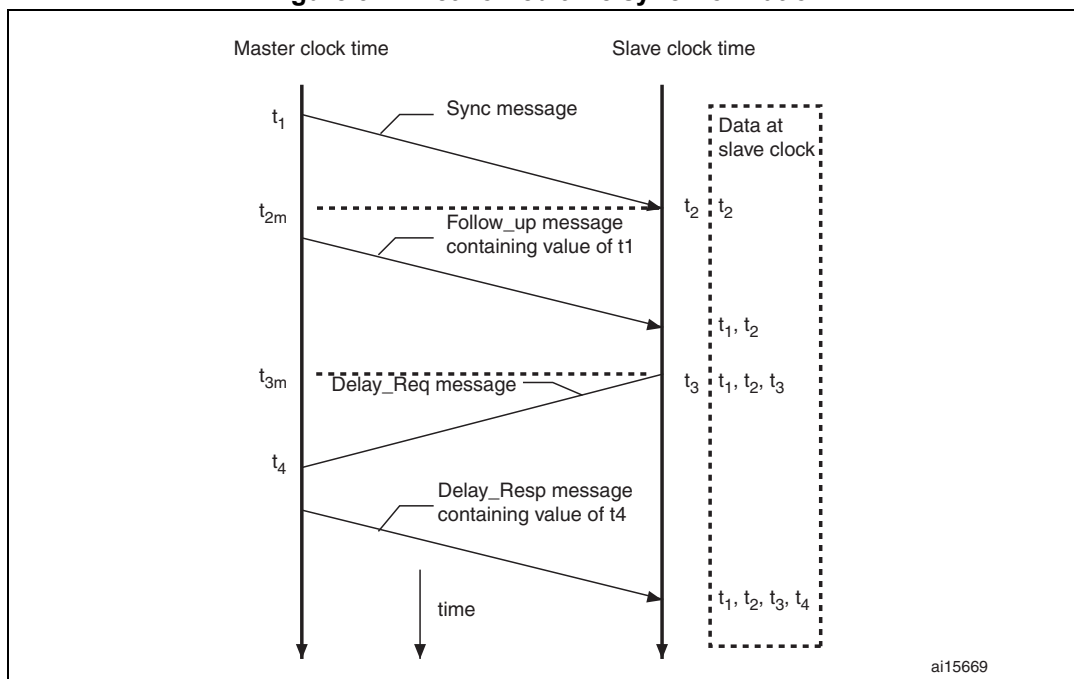 Master clock time
Slave clock time
t1
Sync message
Data at
slave clock
t2m
t2
t2
Follow_up message
containing value of t1
t1, t2
t3m
Delay_Req message
t3
t1, t2, t3
t4
Delay_Resp message
containing value of t4
t1, t2, t3, t4
time
ai15669